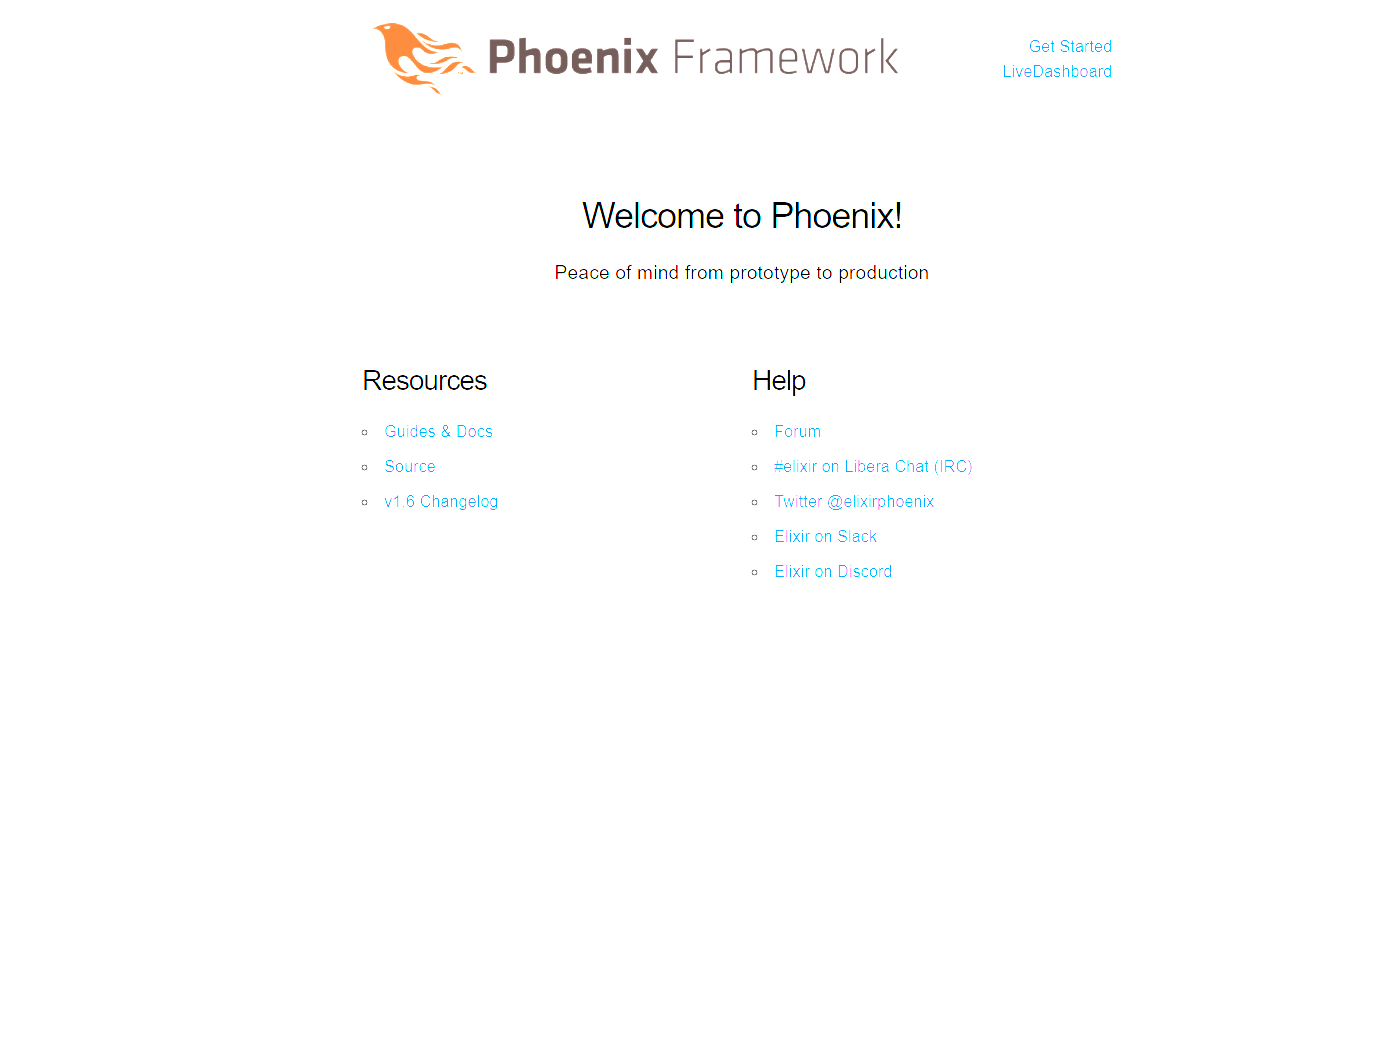 Phoenix Framework
Get Started
LiveDashboard
Welcome to Phoenix!
Peace of mind from prototype to production
Resources
Guides & Docs
Source
v1.6 Changelog
Help
Forum
#elixir on Libera Chat (IRC)
Twitter @elixirphoenix
Elixir on Slack
Elixir on Discord